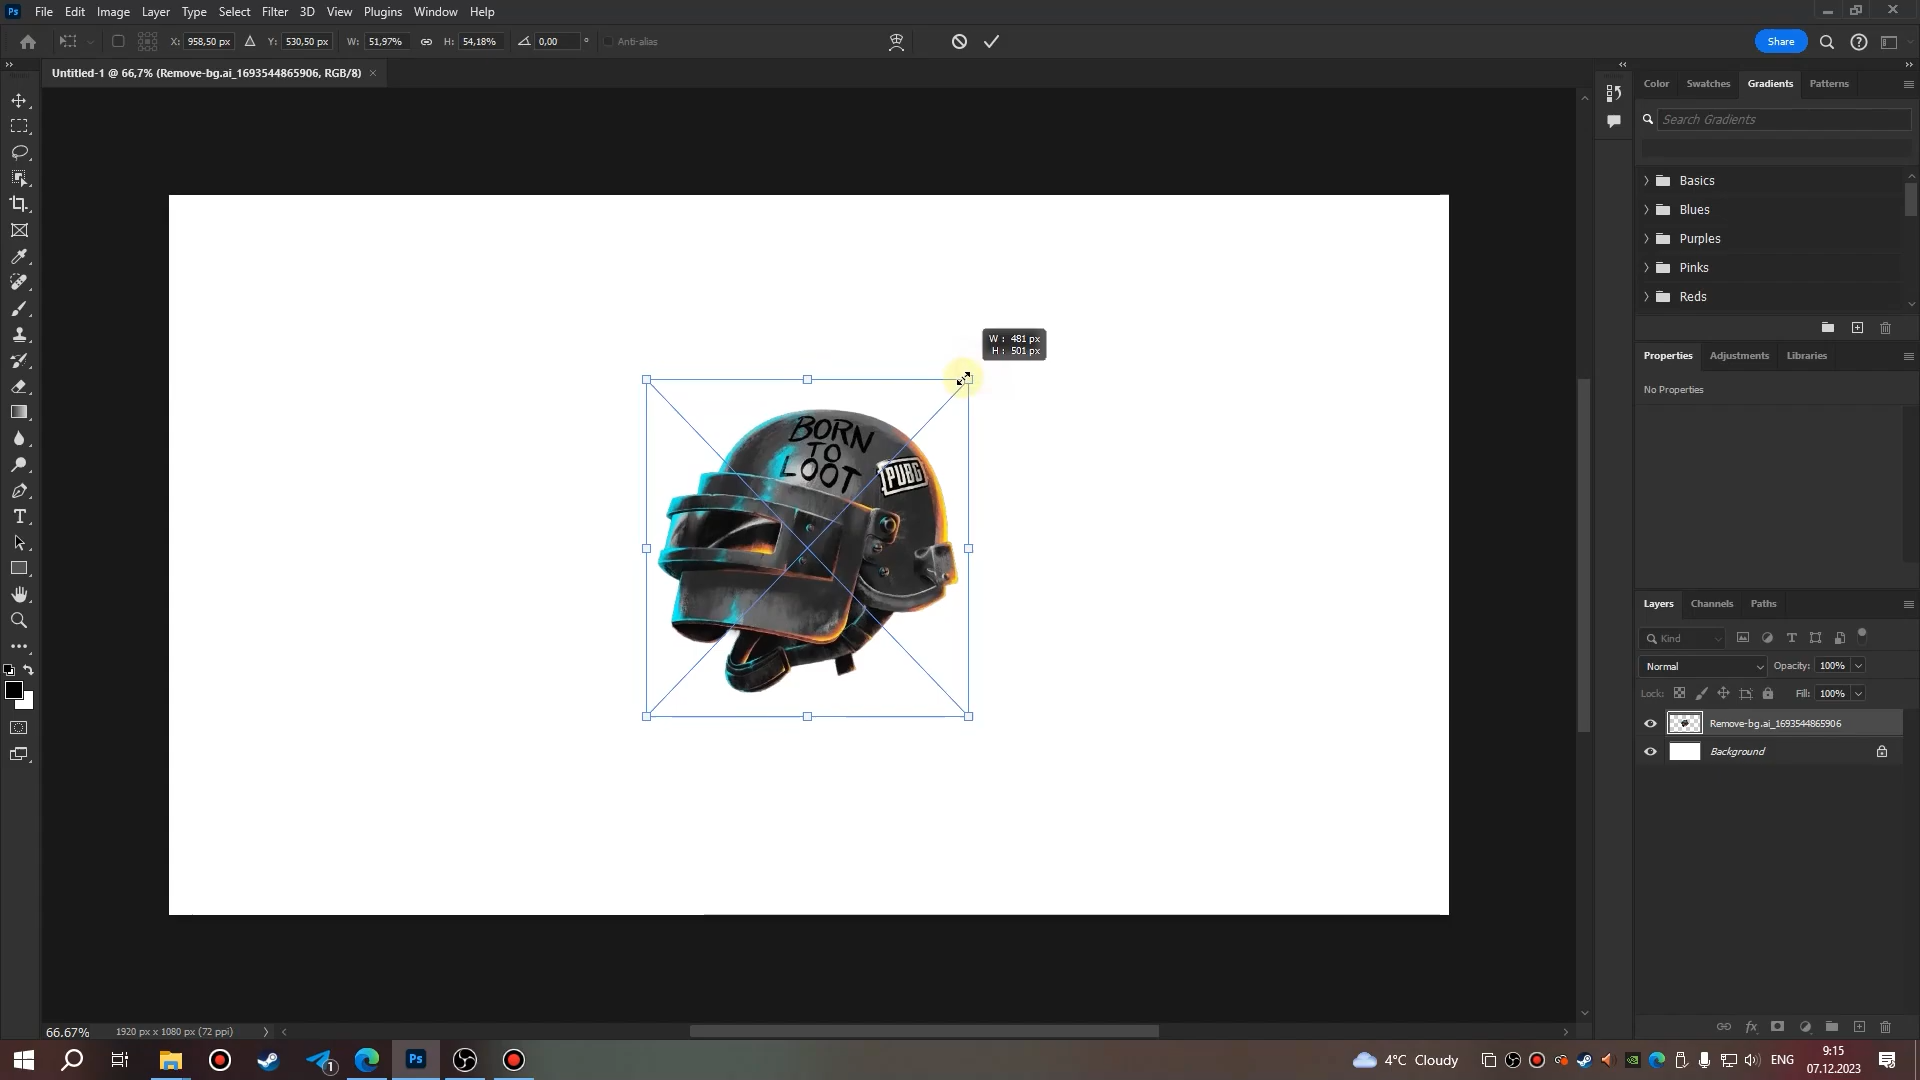 Ps File Edit Image Layer Type Select Filter 3D View Plugins Window Help
X: 958,50 px Y: 530,50 px W: 51,97% H: 54,18% 0,00 ° Anti-alias Share
Untitled-1 @ 66,7% (Remove-bg.ai_1693544865906, RGB/8) ×
Color Swatches Gradients Patterns
Search Gradients
Basics
Blues
Purples
Pinks
Reds
W : 481 px
H : 501 px
Properties Adjustments Libraries
No Properties
BORN
TO
LOOT
PUBG
Layers Channels Paths
Kind
Normal Opacity: 100%
Lock: Fill: 100%
Remove-bg.ai_1693544865906
Background
66.67% 1920 px x 1080 px (72 ppi)
1 Ps 4°C Cloudy ENG 9:15
07.12.2023